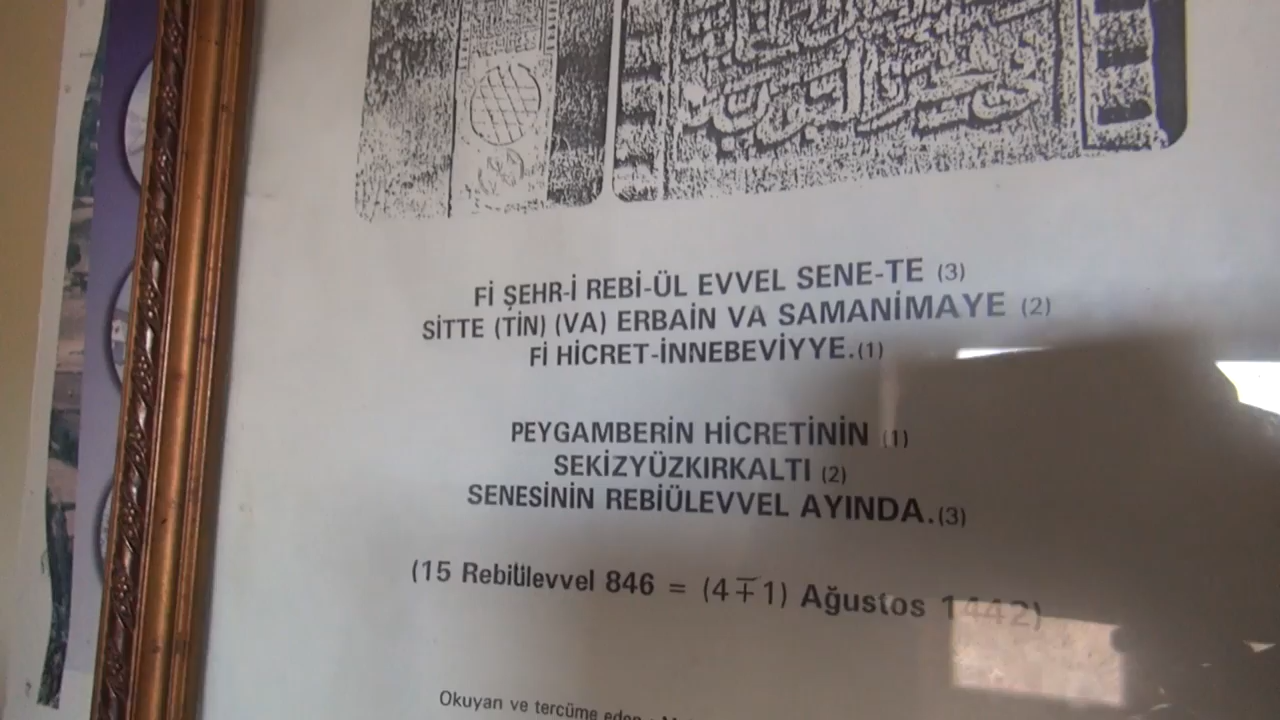 Fİ ŞEHR-İ REBİ-ÜL EVVEL SENE-TE (3)
SİTTE (TİN) (VA) ERBAİN VA SAMANİMAYE (2)
Fİ HİCRET-İNNEBEVİYYE.(1)
PEYGAMBERİN HİCRETİNİN (1)
SEKİZYÜZKIRKALTI (2)
SENESİNİN REBİÜLEVVEL AYINDA.(3)
(15 Rebiülevvel 846 = (4∓1) Ağustos 1442)
Okuyan ve tercüme eden :